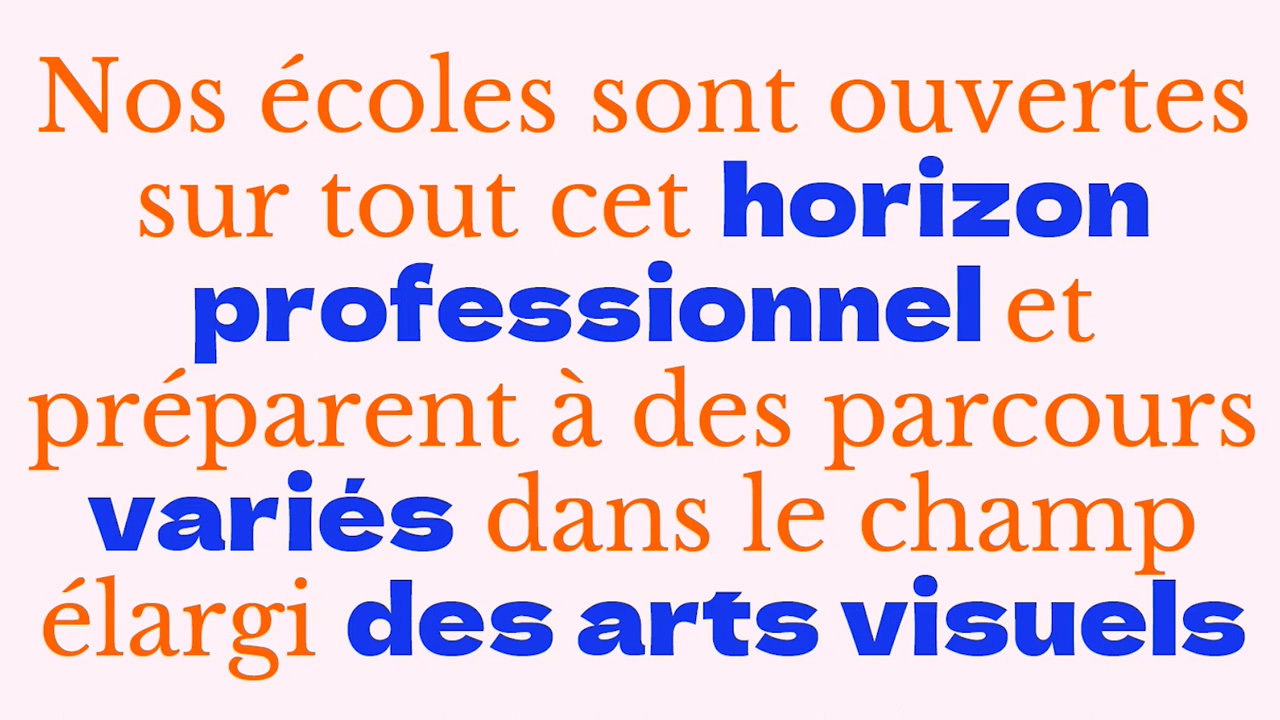 Nos écoles sont ouvertes
sur tout cet horizon
professionnel et
préparent à des parcours
variés dans le champ
élargi des arts visuels